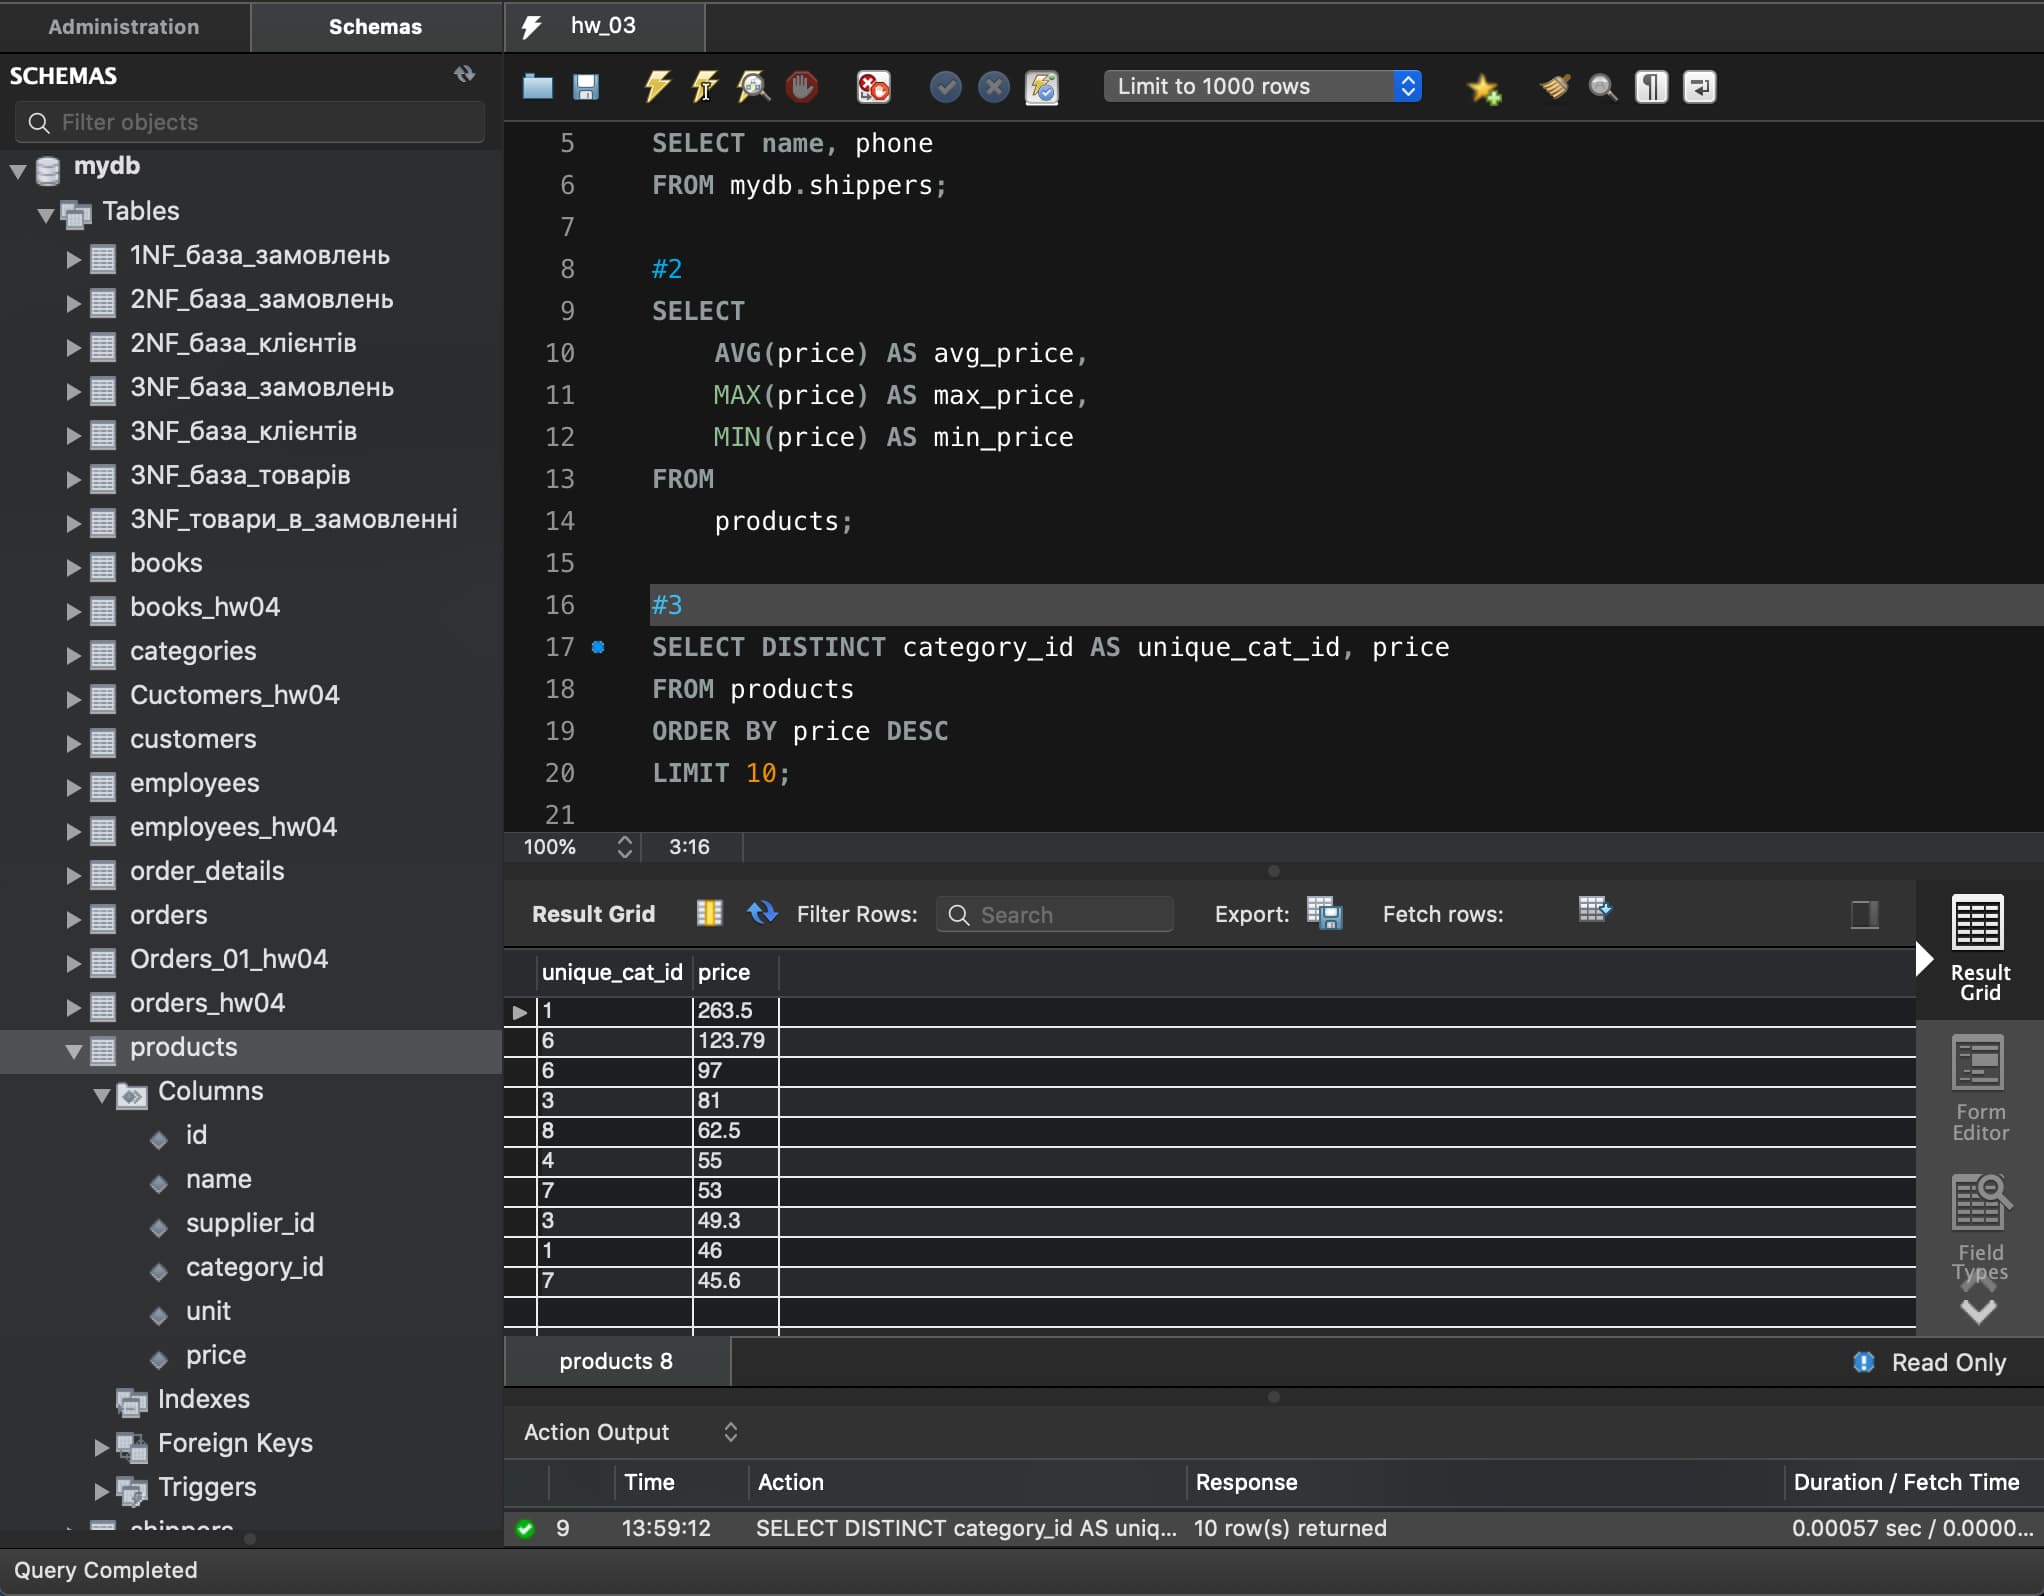 Administration
Schemas
SCHEMAS
Filter objects
mydb
Tables
1NF_база_замовлень
2NF_база_замовлень
2NF_база_клієнтів
3NF_база_замовлень
3NF_база_клієнтів
3NF_база_товарів
3NF_товари_в_замовленні
books
books_hw04
categories
Cuctomers_hw04
customers
employees
employees_hw04
order_details
orders
Orders_01_hw04
orders_hw04
products
Columns
id
name
supplier_id
category_id
unit
price
Indexes
Foreign Keys
Triggers
shippers
hw_03
Limit to 1000 rows
5 SELECT name, phone
6 FROM mydb.shippers;
7
8 #2
9 SELECT
10 AVG(price) AS avg_price,
11 MAX(price) AS max_price,
12 MIN(price) AS min_price
13 FROM
14 products;
15
16 #3
17 SELECT DISTINCT category_id AS unique_cat_id, price
18 FROM products
19 ORDER BY price DESC
20 LIMIT 10;
21
100% 3:16
Result Grid Filter Rows: Search Export: Fetch rows:
unique_cat_id price
1 263.5
6 123.79
6 97
3 81
8 62.5
4 55
7 53
3 49.3
1 46
7 45.6
Result
Grid
Form
Editor
Field
Types
products 8
Read Only
Action Output
Time Action Response Duration / Fetch Time
9 13:59:12 SELECT DISTINCT category_id AS uniq... 10 row(s) returned 0.00057 sec / 0.0000...
Query Completed